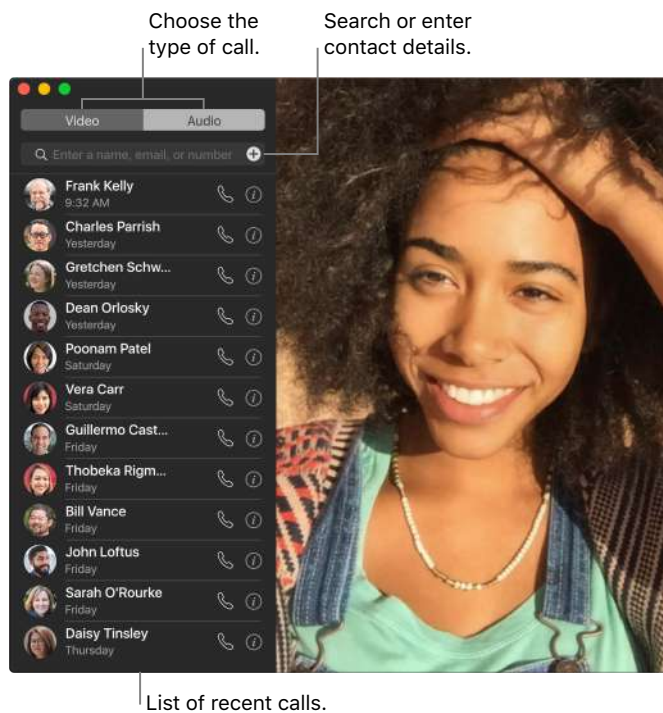 Choose the
type of call.
Search or enter
contact details.
Video
Audio
Enter a name, email, or number
Frank Kelly
9:32 AM
Charles Parrish
Yesterday
Gretchen Schw...
Yesterday
Dean Orlosky
Yesterday
Poonam Patel
Saturday
Vera Carr
Saturday
Guillermo Cast...
Friday
Thobeka Rigm...
Friday
Bill Vance
Friday
John Loftus
Friday
Sarah O'Rourke
Friday
Daisy Tinsley
Thursday
List of recent calls.